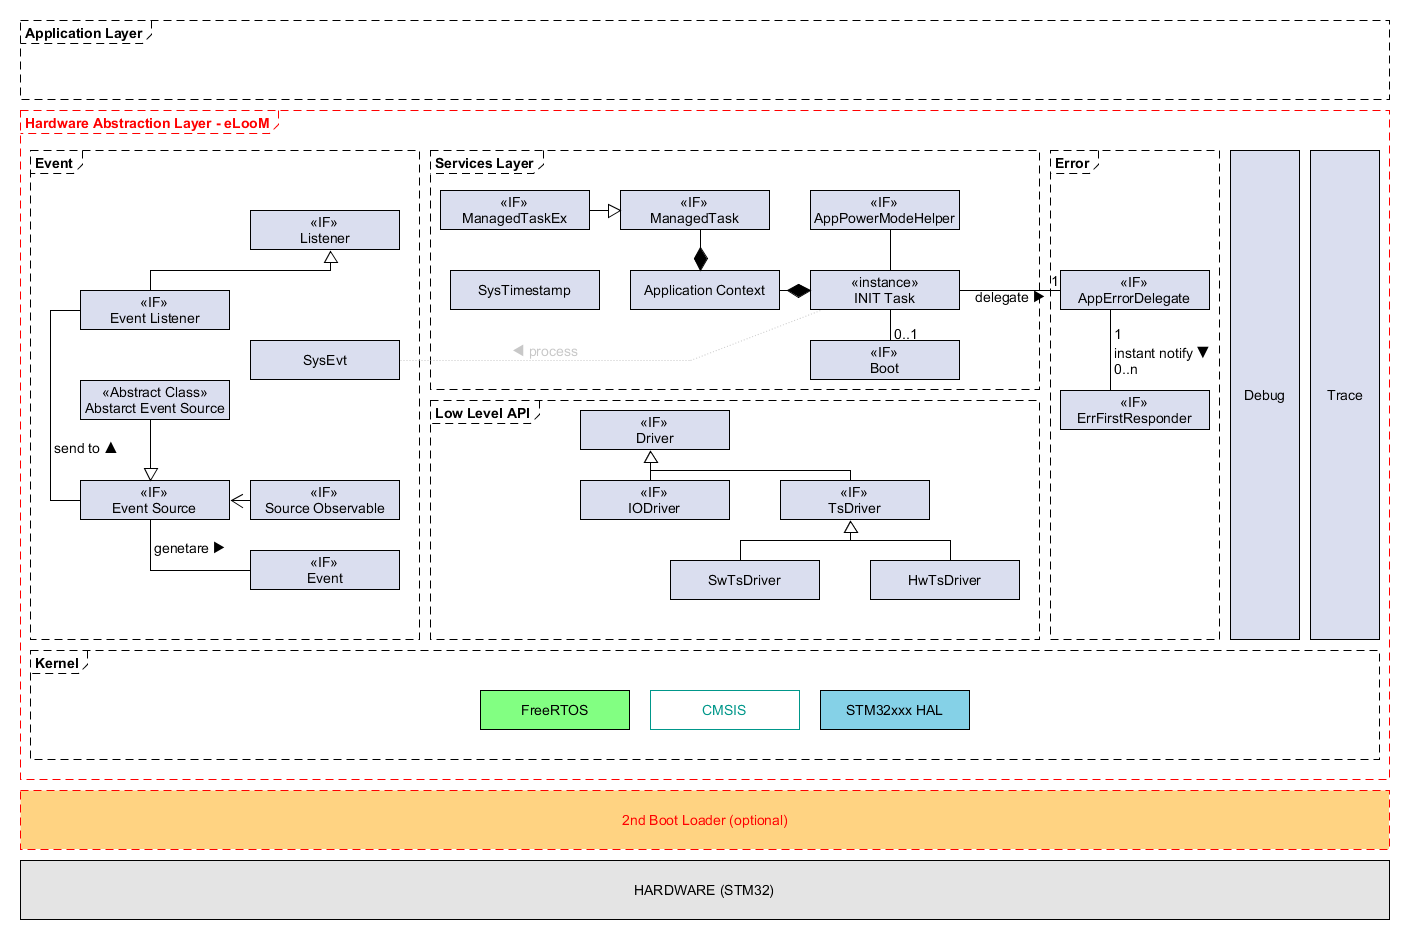 Application Layer
Hardware Abstraction Layer - eLooM
Event
«IF»
Listener
«IF»
Event Listener
SysEvt
«Abstract Class»
Abstarct Event Source
send to ▲
«IF»
Event Source
«IF»
Source Observable
genetare ▶
«IF»
Event
Services Layer
«IF»
ManagedTaskEx
«IF»
ManagedTask
«IF»
AppPowerModeHelper
SysTimestamp
Application Context
«instance»
INIT Task
delegate ▶
1
◀ process
0..1
«IF»
Boot
Low Level API
«IF»
Driver
«IF»
IODriver
«IF»
TsDriver
SwTsDriver
HwTsDriver
Error
«IF»
AppErrorDelegate
1
instant notify ▼
0..n
«IF»
ErrFirstResponder
Debug
Trace
Kernel
FreeRTOS
CMSIS
STM32xxx HAL
2nd Boot Loader (optional)
HARDWARE (STM32)